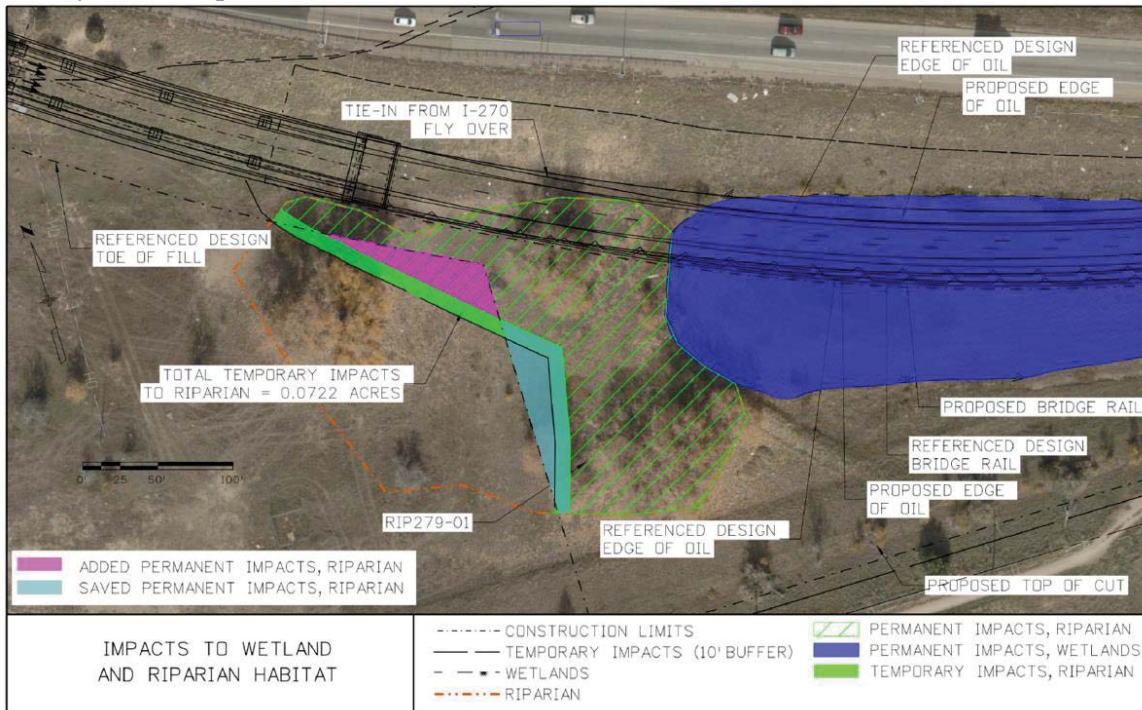 REFERENCED DESIGN
EDGE OF OIL
PROPOSED EDGE
OF OIL
TIE-IN FROM I-270
FLY OVER
REFERENCED DESIGN
TOE OF FILL
TOTAL TEMPORARY IMPACTS
TO RIPARIAN = 0.0722 ACRES
PROPOSED BRIDGE RAIL
REFERENCED DESIGN
BRIDGE RAIL
PROPOSED EDGE
OF OIL
0' 25' 50' 100'
RIP279-01
REFERENCED DESIGN
EDGE OF OIL
PROPOSED TOP OF CUT
ADDED PERMANENT IMPACTS, RIPARIAN
SAVED PERMANENT IMPACTS, RIPARIAN
IMPACTS TO WETLAND
AND RIPARIAN HABITAT
CONSTRUCTION LIMITS
TEMPORARY IMPACTS (10' BUFFER)
WETLANDS
RIPARIAN
PERMANENT IMPACTS, RIPARIAN
PERMANENT IMPACTS, WETLANDS
TEMPORARY IMPACTS, RIPARIAN